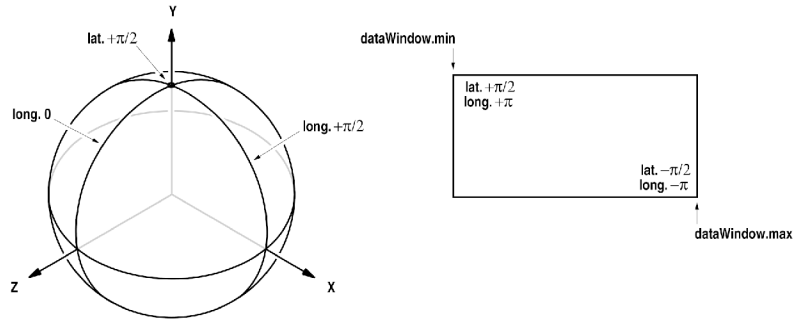 Y
lat. +π/2
long. 0
long. +π/2
Z
X
dataWindow.min
lat. +π/2
long. +π
lat. −π/2
long. −π
dataWindow.max